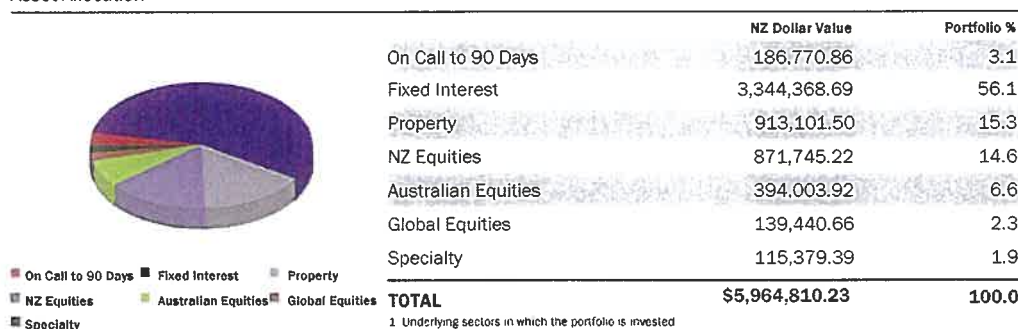 NZ Dollar Value Portfolio %
On Call to 90 Days 186,770.86 3.1
Fixed Interest 3,344,368.69 56.1
Property 913,101.50 15.3
NZ Equities 871,745.22 14.6
Australian Equities 394,003.92 6.6
Global Equities 139,440.66 2.3
Specialty 115,379.39 1.9
TOTAL $5,964,810.23 100.0
1 Underlying sectors in which the portfolio is invested
On Call to 90 Days Fixed Interest Property
NZ Equities Australian Equities Global Equities
Specialty